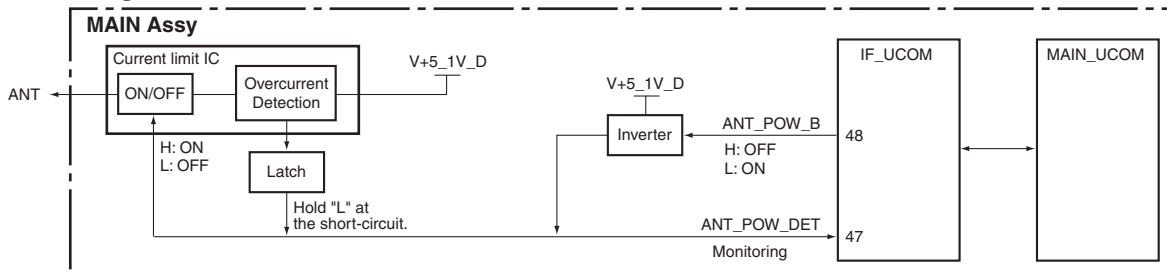 MAIN Assy
Current limit IC
ON/OFF
Overcurrent
Detection
V+5_1V_D
ANT
H: ON
L: OFF
Latch
Hold "L" at
the short-circuit.
V+5_1V_D
Inverter
ANT_POW_B
H: OFF
L: ON
ANT_POW_DET
Monitoring
IF_UCOM
48
47
MAIN_UCOM